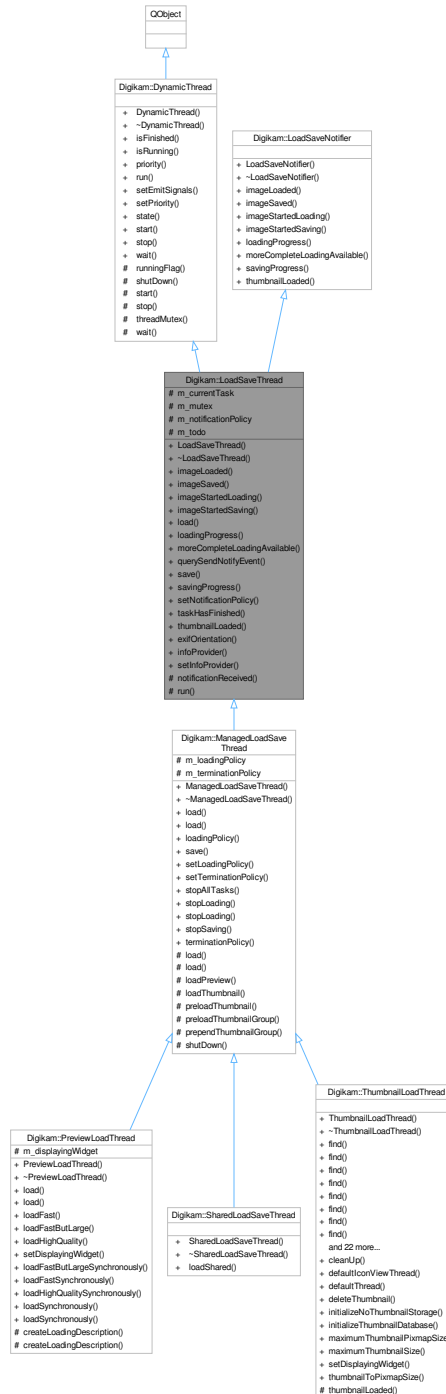 QObject
Digikam::DynamicThread
+ DynamicThread()
+ ~DynamicThread()
+ isFinished()
+ isRunning()
+ priority()
+ run()
+ setEmitSignals()
+ setPriority()
+ state()
+ start()
+ stop()
+ wait()
# runningFlag()
# shutDown()
# start()
# stop()
# threadMutex()
# wait()
Digikam::LoadSaveNotifier
+ LoadSaveNotifier()
+ ~LoadSaveNotifier()
+ imageLoaded()
+ imageSaved()
+ imageStartedLoading()
+ imageStartedSaving()
+ loadingProgress()
+ moreCompleteLoadingAvailable()
+ savingProgress()
+ thumbnailLoaded()
Digikam::LoadSaveThread
# m_currentTask
# m_mutex
# m_notificationPolicy
# m_todo
+ LoadSaveThread()
+ ~LoadSaveThread()
+ imageLoaded()
+ imageSaved()
+ imageStartedLoading()
+ imageStartedSaving()
+ load()
+ loadingProgress()
+ moreCompleteLoadingAvailable()
+ querySendNotifyEvent()
+ save()
+ savingProgress()
+ setNotificationPolicy()
+ taskHasFinished()
+ thumbnailLoaded()
+ exifOrientation()
+ infoProvider()
+ setInfoProvider()
# notificationReceived()
# run()
Digikam::ManagedLoadSave
Thread
# m_loadingPolicy
# m_terminationPolicy
+ ManagedLoadSaveThread()
+ ~ManagedLoadSaveThread()
+ load()
+ load()
+ loadingPolicy()
+ save()
+ setLoadingPolicy()
+ setTerminationPolicy()
+ stopAllTasks()
+ stopLoading()
+ stopLoading()
+ stopSaving()
+ terminationPolicy()
# load()
# load()
# loadPreview()
# loadThumbnail()
# preloadThumbnail()
# preloadThumbnailGroup()
# prependThumbnailGroup()
# shutDown()
Digikam::PreviewLoadThread
# m_displayingWidget
+ PreviewLoadThread()
+ ~PreviewLoadThread()
+ load()
+ load()
+ loadFast()
+ loadFastButLarge()
+ loadHighQuality()
+ setDisplayingWidget()
+ loadFastButLargeSynchronously()
+ loadFastSynchronously()
+ loadHighQualitySynchronously()
+ loadSynchronously()
+ loadSynchronously()
# createLoadingDescription()
# createLoadingDescription()
Digikam::SharedLoadSaveThread
+ SharedLoadSaveThread()
+ ~SharedLoadSaveThread()
+ loadShared()
Digikam::ThumbnailLoadThread
+ ThumbnailLoadThread()
+ ~ThumbnailLoadThread()
+ find()
+ find()
+ find()
+ find()
+ find()
+ find()
+ find()
+ find()
and 22 more...
+ cleanUp()
+ defaultIconViewThread()
+ defaultThread()
+ deleteThumbnail()
+ initializeNoThumbnailStorage()
+ initializeThumbnailDatabase()
+ maximumThumbnailPixmapSize
+ maximumThumbnailSize()
+ setDisplayingWidget()
+ thumbnailToPixmapSize()
# thumbnailLoaded()